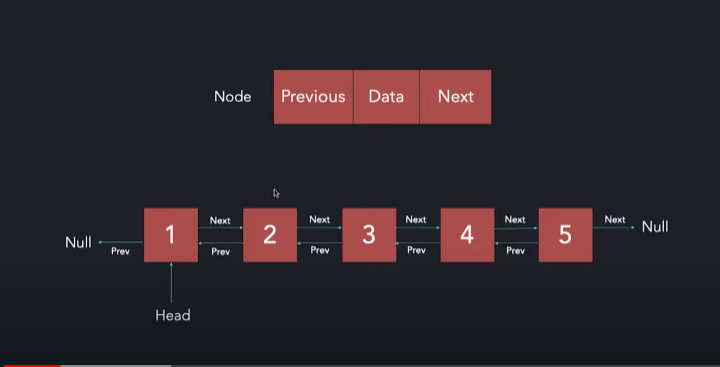 Node Previous Data Next
Next Next Next Next Next
Null 1 2 3 4 5 Null
Prev Prev Prev Prev Prev
Head